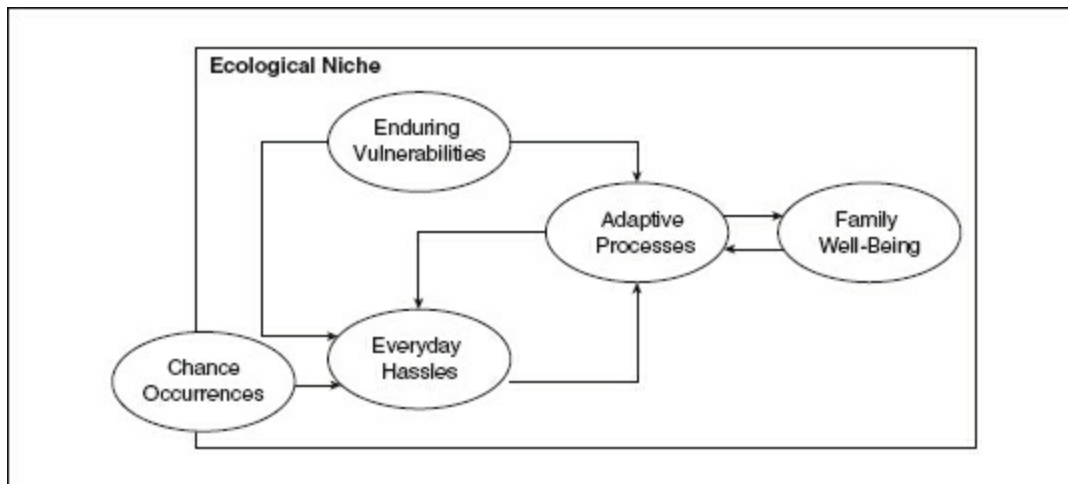 Ecological Niche
Enduring
Vulnerabilities
Adaptive
Processes
Family
Well-Being
Everyday
Hassles
Chance
Occurrences